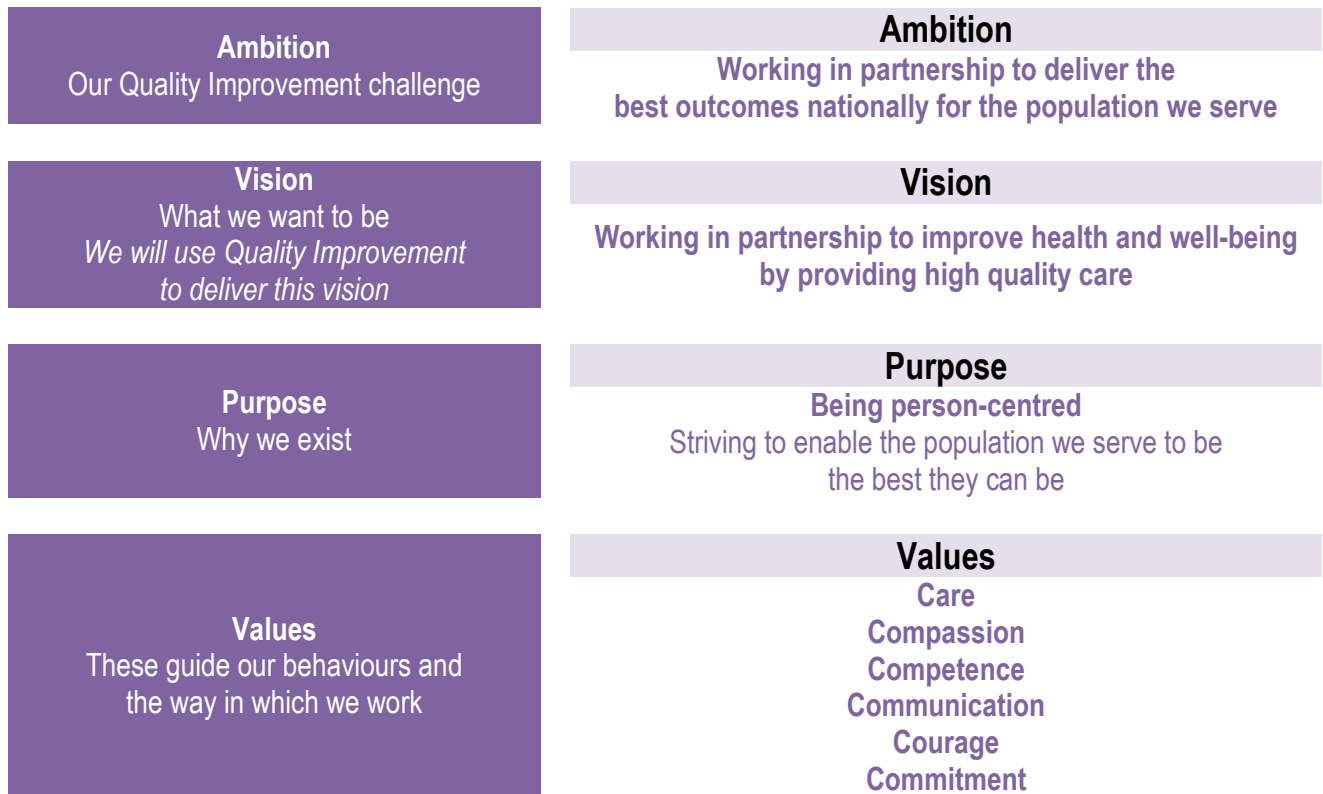 Ambition
Our Quality Improvement challenge
Ambition
Working in partnership to deliver the
best outcomes nationally for the population we serve
Vision
What we want to be
We will use Quality Improvement
to deliver this vision
Vision
Working in partnership to improve health and well-being
by providing high quality care
Purpose
Why we exist
Purpose
Being person-centred
Striving to enable the population we serve to be
the best they can be
Values
These guide our behaviours and
the way in which we work
Values
Care
Compassion
Competence
Communication
Courage
Commitment